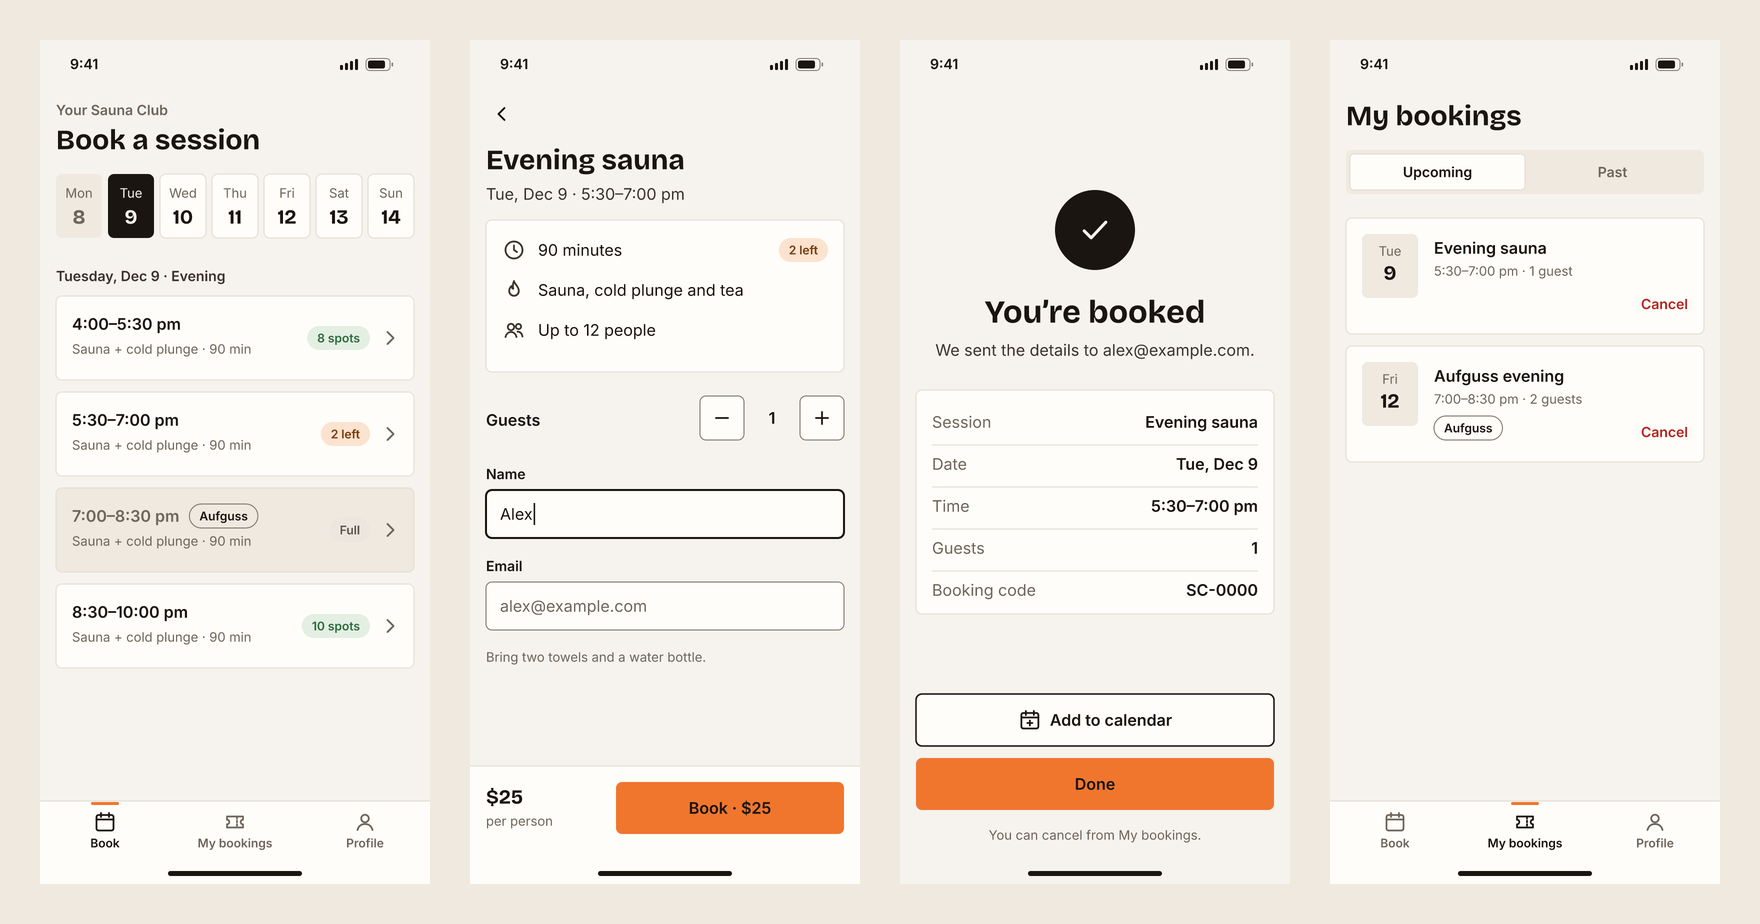 9:41
Your Sauna Club
Book a session
Mon Tue Wed Thu Fri Sat Sun
8 9 10 11 12 13 14
Tuesday, Dec 9 · Evening
4:00–5:30 pm
Sauna + cold plunge · 90 min
8 spots
5:30–7:00 pm
Sauna + cold plunge · 90 min
2 left
7:00–8:30 pm Aufguss
Sauna + cold plunge · 90 min
Full
8:30–10:00 pm
Sauna + cold plunge · 90 min
10 spots
Book My bookings Profile
9:41
Evening sauna
Tue, Dec 9 · 5:30–7:00 pm
90 minutes 2 left
Sauna, cold plunge and tea
Up to 12 people
Guests 1
Name
Alex
Email
alex@example.com
Bring two towels and a water bottle.
$25
per person
Book · $25
9:41
You’re booked
We sent the details to alex@example.com.
Session Evening sauna
Date Tue, Dec 9
Time 5:30–7:00 pm
Guests 1
Booking code SC-0000
Add to calendar
Done
You can cancel from My bookings.
9:41
My bookings
Upcoming Past
Tue
9
Evening sauna
5:30–7:00 pm · 1 guest
Cancel
Fri
12
Aufguss evening
7:00–8:30 pm · 2 guests
Aufguss
Cancel
Book My bookings Profile